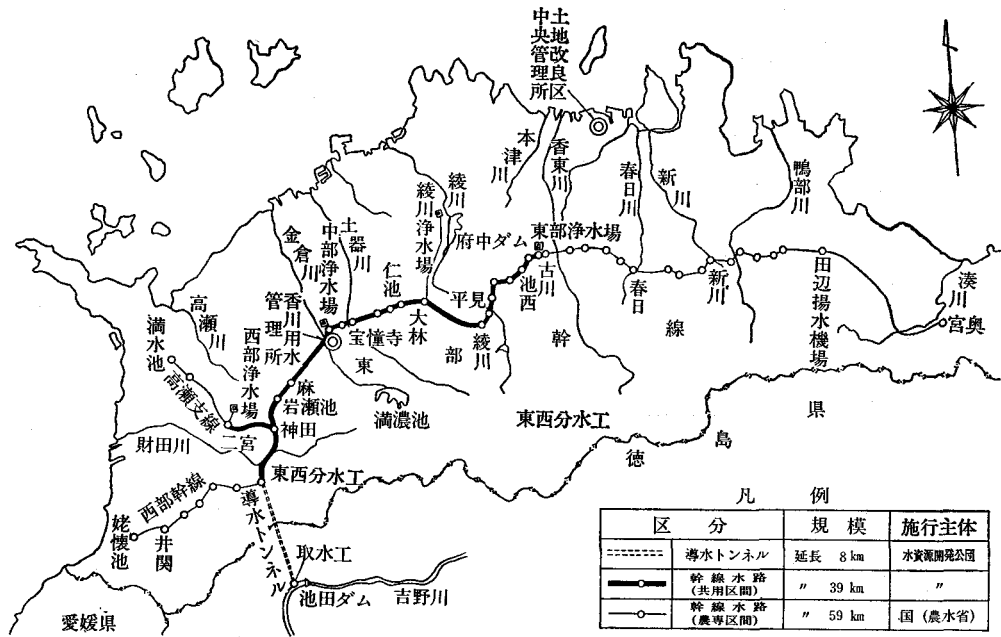 土地改良区
中央管理所
本津川
香東川
春日川
新川
鴨部川
綾川
綾川浄水場
府中ダム
東部浄水場
土器川
中部浄水場
金倉川
香川用水
管理所
仁池
平見
池西
古川
春日
新川
田辺揚水機場
湊川
宮奥
高瀬川
満水池
西部浄水場
宝憧寺
大林
綾川
東
部
幹
線
高瀬支線
麻
岩瀬池
満濃池
東西分水工
神田
二宮
財田川
東西分水工
徳島県
西部幹線
導水トンネル
姥懐池
井関
取水工
池田ダム
吉野川
愛媛県
凡 例
区 分 規 模 施行主体
導水トンネル 延長 8km 水資源開発公団
幹線水路
(共用区間) 〃 39km 〃
幹線水路
(農専区間) 〃 59km 国(農水省)